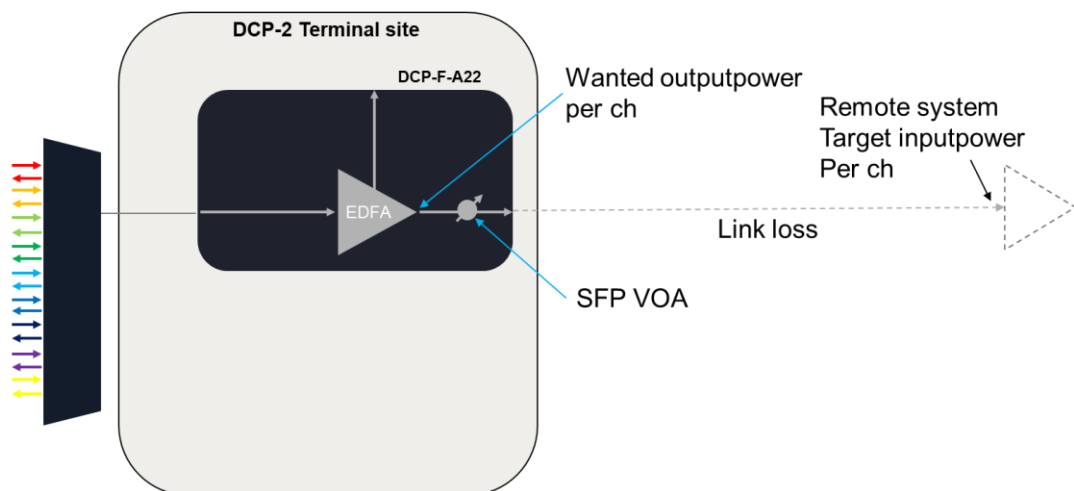 DCP-2 Terminal site
DCP-F-A22
EDFA
Wanted outputpower
per ch
SFP VOA
Link loss
Remote system
Target inputpower
Per ch